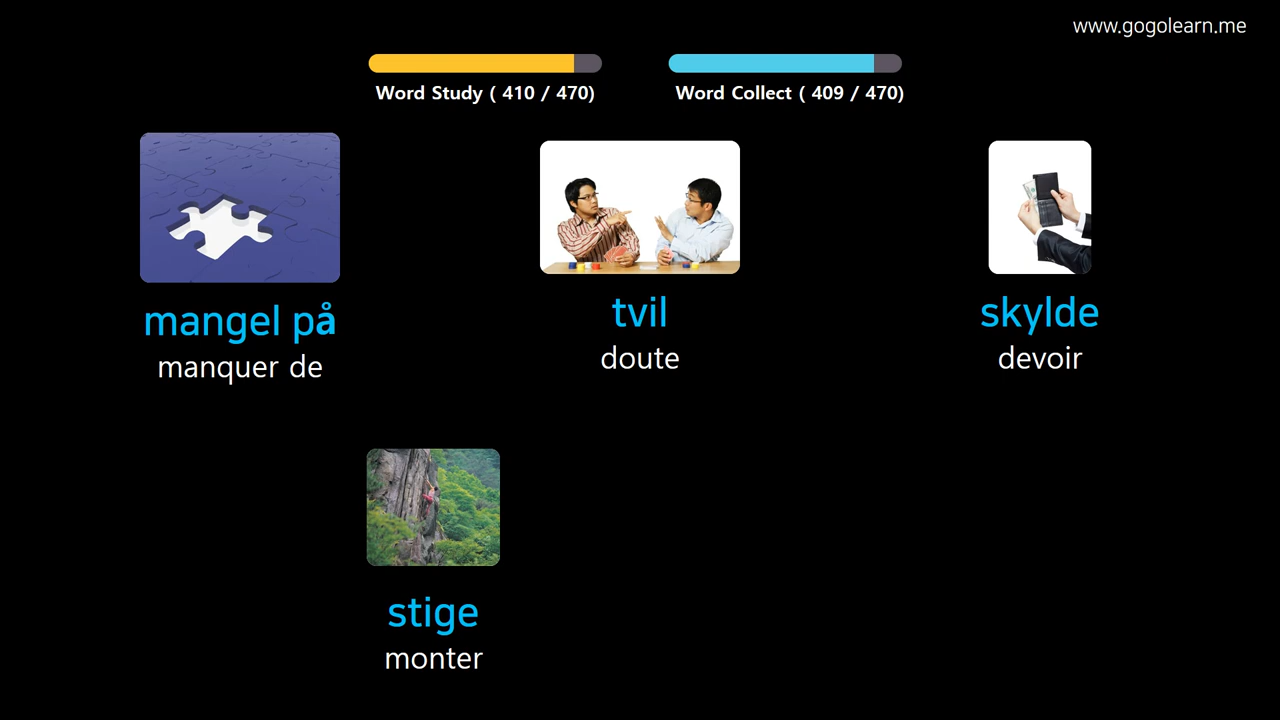 www.gogolearn.me
Word Study ( 410 / 470)
Word Collect ( 409 / 470)
mangel på
manquer de
tvil
doute
skylde
devoir
stige
monter